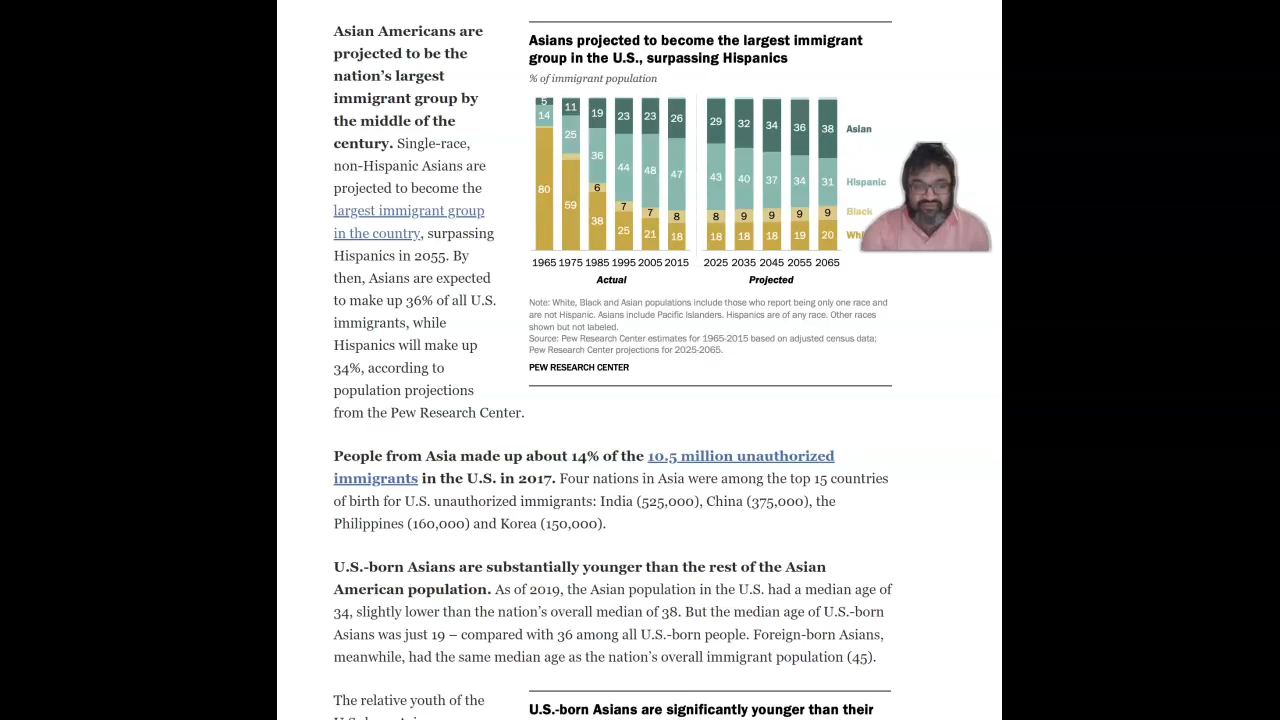 Asian Americans are
projected to be the
nation's largest
immigrant group by
the middle of the
century. Single-race,
non-Hispanic Asians are
projected to become the
largest immigrant group
in the country, surpassing
Hispanics in 2055. By
then, Asians are expected
to make up 36% of all U.S.
immigrants, while
Hispanics will make up
34%, according to
population projections
from the Pew Research Center.
Asians projected to become the largest immigrant
group in the U.S., surpassing Hispanics
% of immigrant population
5 11 19 23 23 26 29 32 34 36 38 Asian
14 25 36 44 48 47 43 40 37 34 31 Hispanic
6 7 7 8 8 9 9 9 9 Black
80 59 38 25 21 18 18 18 18 19 20
1965 1975 1985 1995 2005 2015 2025 2035 2045 2055 2065
Actual Projected
Note: White, Black and Asian populations include those who report being only one race and
are not Hispanic. Asians include Pacific Islanders. Hispanics are of any race. Other races
shown but not labeled.
Source: Pew Research Center estimates for 1965-2015 based on adjusted census data;
Pew Research Center projections for 2025-2065.
PEW RESEARCH CENTER
People from Asia made up about 14% of the 10.5 million unauthorized
immigrants in the U.S. in 2017. Four nations in Asia were among the top 15 countries
of birth for U.S. unauthorized immigrants: India (525,000), China (375,000), the
Philippines (160,000) and Korea (150,000).
U.S.-born Asians are substantially younger than the rest of the Asian
American population. As of 2019, the Asian population in the U.S. had a median age of
34, slightly lower than the nation's overall median of 38. But the median age of U.S.-born
Asians was just 19 – compared with 36 among all U.S.-born people. Foreign-born Asians,
meanwhile, had the same median age as the nation's overall immigrant population (45).
The relative youth of the
U.S.-born Asians are significantly younger than their